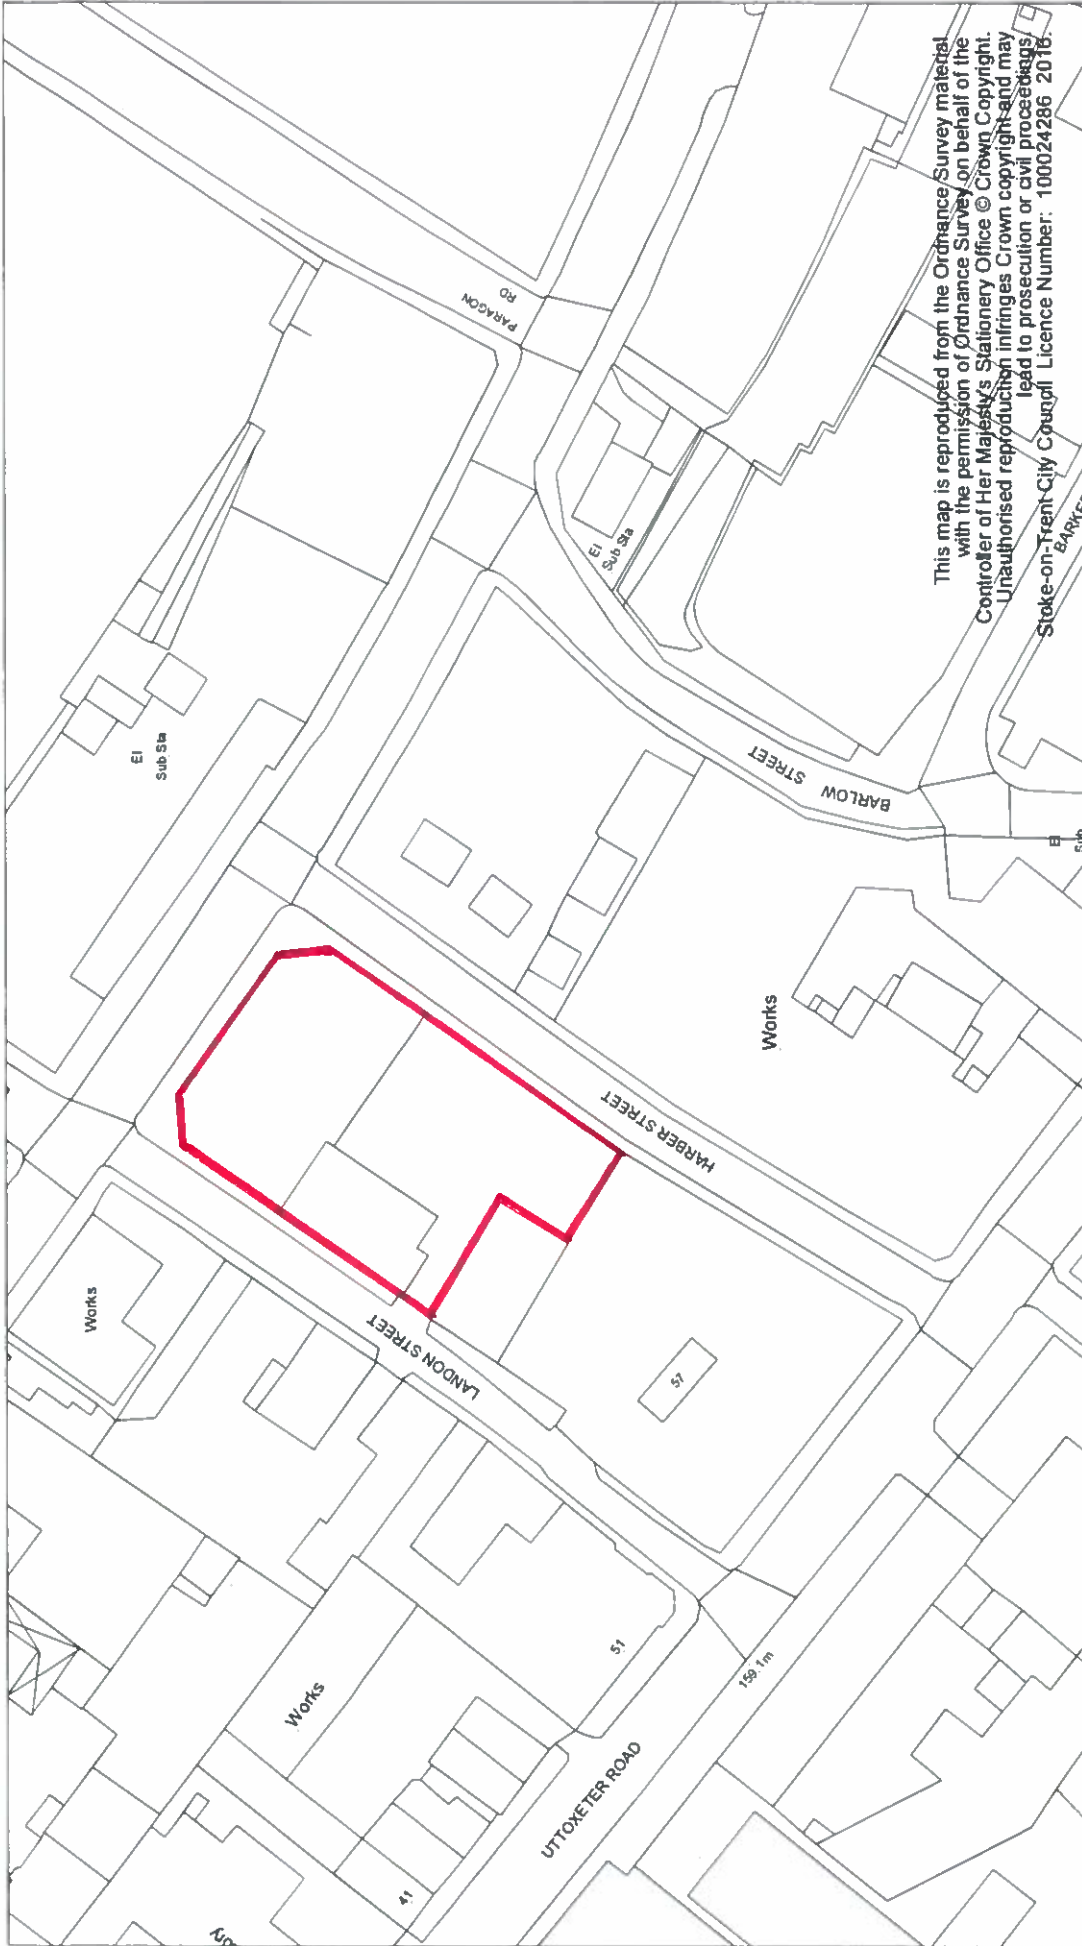 This map is reproduced from the Ordnance Survey material
with the permission of Ordnance Survey on behalf of the
Controller of Her Majesty's Stationery Office © Crown Copyright.
Unauthorised reproduction infringes Crown copyright and may
lead to prosecution or civil proceedings.
Stoke-on-Trent City Council Licence Number: 100024286 2016.
PARAGON
RD
El
Sub Sta
El
Sub Sta
BARLOW
STREET
El
Sub
Works
HARBER STREET
LANDON STREET
Works
57
51
Works
159.1m
UTTOXETER ROAD
41